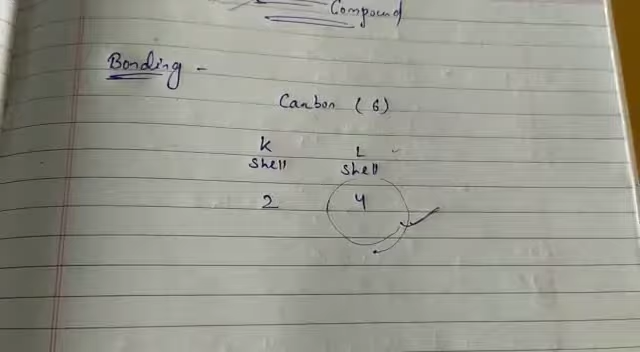 Compound
Bonding -
Carbon (6)
K L
shell shell
2 4